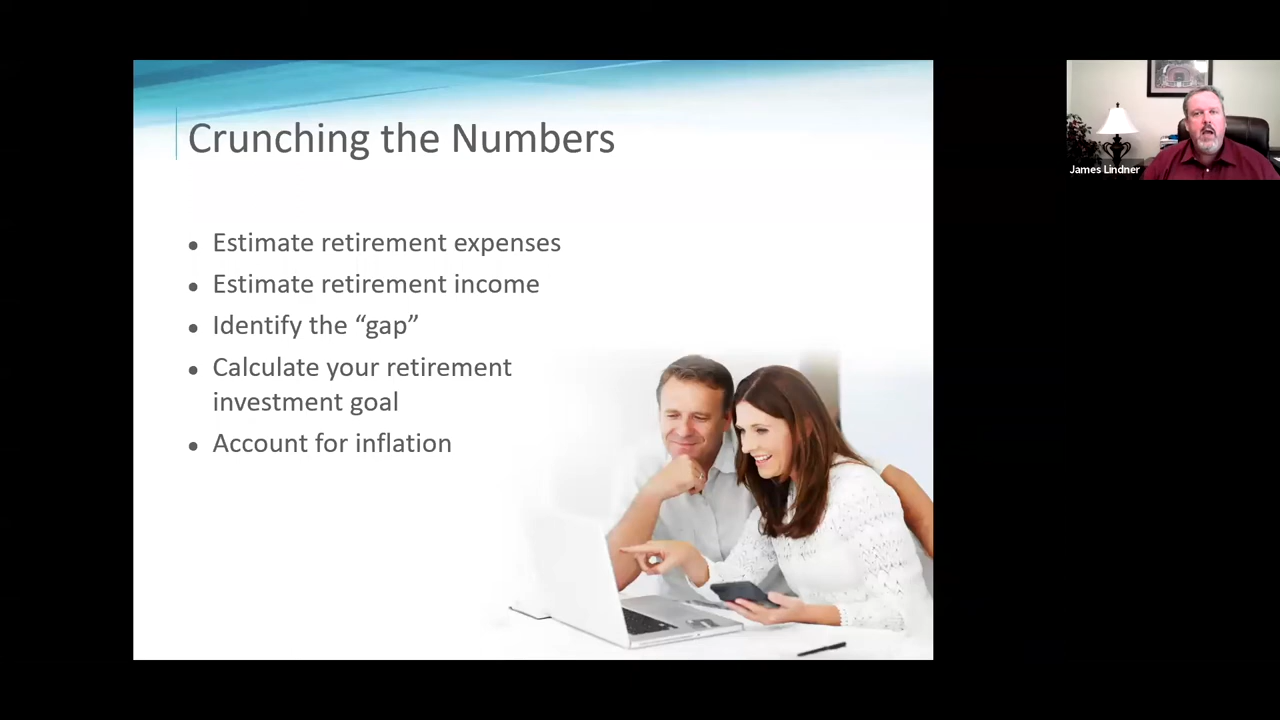 Crunching the Numbers
• Estimate retirement expenses
• Estimate retirement income
• Identify the “gap”
• Calculate your retirement
investment goal
• Account for inflation
James Lindner